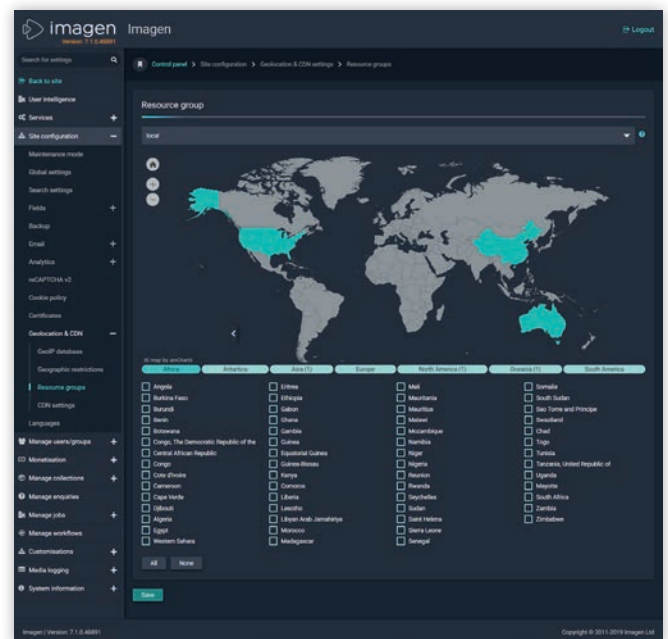 imagen
Version: 7.1.0.46891
Imagen
Logout
Search for settings
Control panel > Site configuration > Geolocation & CDN settings > Resource groups
Back to site
User intelligence
Services +
Site configuration −
Maintenance mode
Global settings
Search settings
Fields +
Backup
Email +
Analytics +
reCAPTCHA v2
Cookie policy
Certificates
Geolocation & CDN −
GeoIP database
Geographic restrictions
Resource groups
CDN settings
Languages
Manage users/groups +
Monetisation +
Manage collections +
Manage enquiries
Manage jobs +
Manage workflows
Customisations +
Media logging +
System information +
Resource group
local
JS map by amCharts
Africa Antartica Asia (1) Europe North America (1) Oceania (1) South America
Angola Eritrea Mali Somalia
Burkina Faso Ethiopia Mauritania South Sudan
Burundi Gabon Mauritius Sao Tome and Principe
Benin Ghana Malawi Swaziland
Botswana Gambia Mozambique Chad
Congo, The Democratic Republic of the Guinea Namibia Togo
Central African Republic Equatorial Guinea Niger Tunisia
Congo Guinea-Bissau Nigeria Tanzania, United Republic of
Cote d'Ivoire Kenya Reunion Uganda
Cameroon Comoros Rwanda Mayotte
Cape Verde Liberia Seychelles South Africa
Djibouti Lesotho Sudan Zambia
Algeria Libyan Arab Jamahiriya Saint Helena Zimbabwe
Egypt Morocco Sierra Leone
Western Sahara Madagascar Senegal
All None
Save
Imagen | Version: 7.1.0.46891
Copyright © 2011-2019 Imagen Ltd